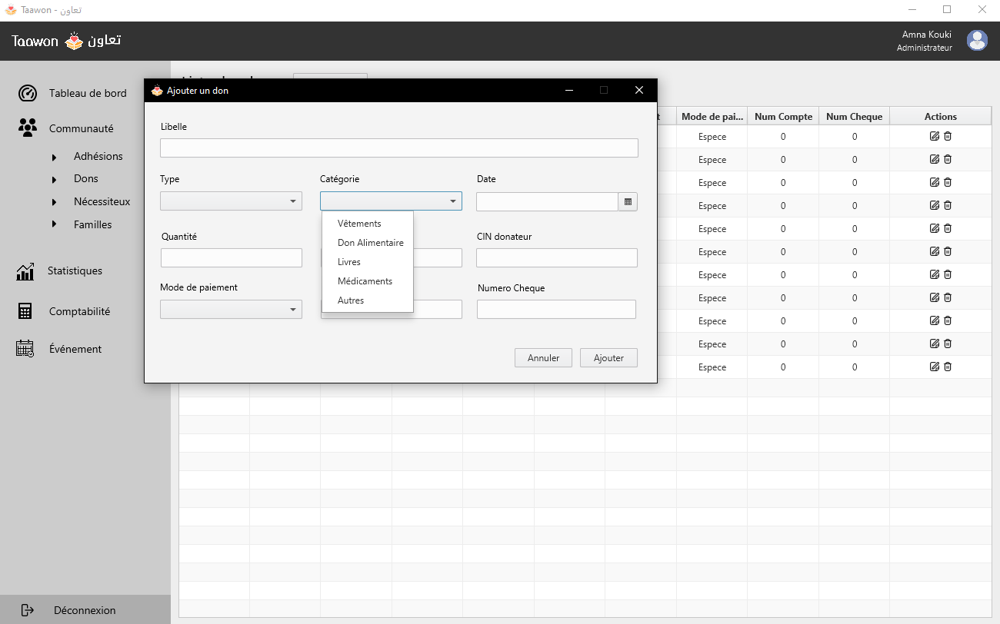 Taawon - تعاون
Taawon تعاون
Amna Kouki
Administrateur
Tableau de bord
Communauté
Adhésions
Dons
Nécessiteux
Familles
Statistiques
Comptabilité
Événement
Déconnexion
Ajouter un don
Libelle
Type
Catégorie
Date
Vêtements
Don Alimentaire
Livres
Médicaments
Autres
Quantité
CIN donateur
Mode de paiement
Numero Cheque
Annuler
Ajouter
Mode de pai... Num Compte Num Cheque Actions
Espece 0 0
Espece 0 0
Espece 0 0
Espece 0 0
Espece 0 0
Espece 0 0
Espece 0 0
Espece 0 0
Espece 0 0
Espece 0 0
Espece 0 0